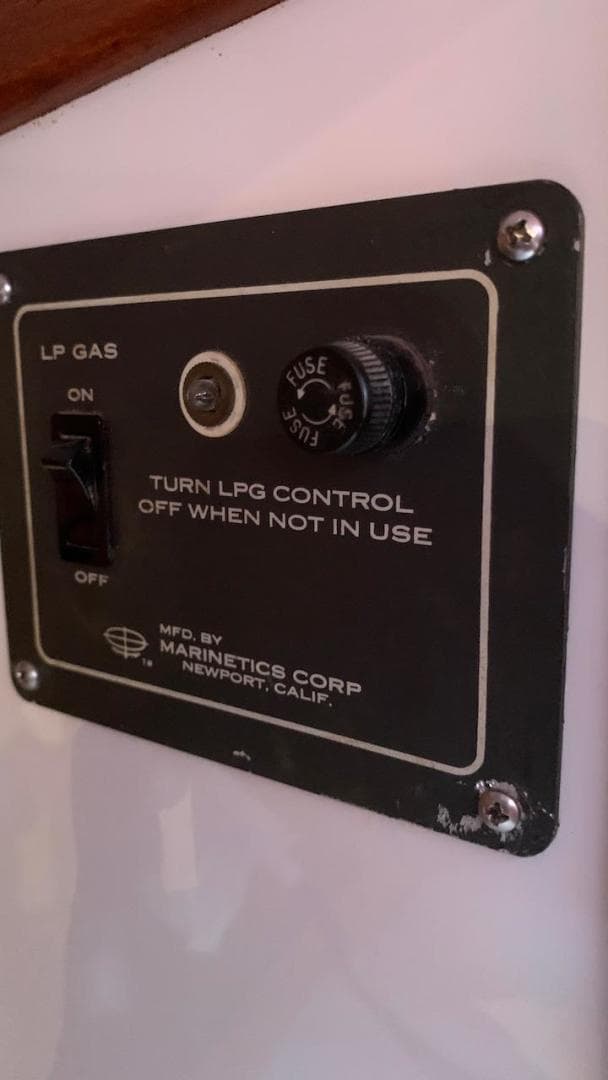 LP GAS
ON
FUSE
FUSE
FUSE
TURN LPG CONTROL
OFF WHEN NOT IN USE
OFF
MFD. BY
MARINETICS CORP
NEWPORT, CALIF.